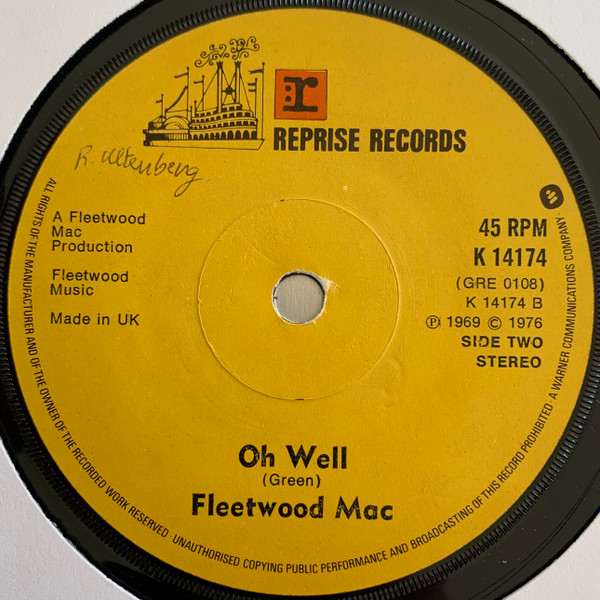 :r
REPRISE RECORDS
R. Altenberg
A Fleetwood
Mac
Production
Fleetwood
Music
Made in UK
45 RPM
K 14174
(GRE 0108)
K 14174 B
Ⓟ 1969 © 1976
SIDE TWO
STEREO
Oh Well
(Green)
Fleetwood Mac
ALL RIGHTS OF THE MANUFACTURER AND OF THE OWNER OF THE RECORDED WORK RESERVED · UNAUTHORISED COPYING PUBLIC PERFORMANCE AND BROADCASTING OF THIS RECORD PROHIBITED · A WARNER COMMUNICATIONS COMPANY ·